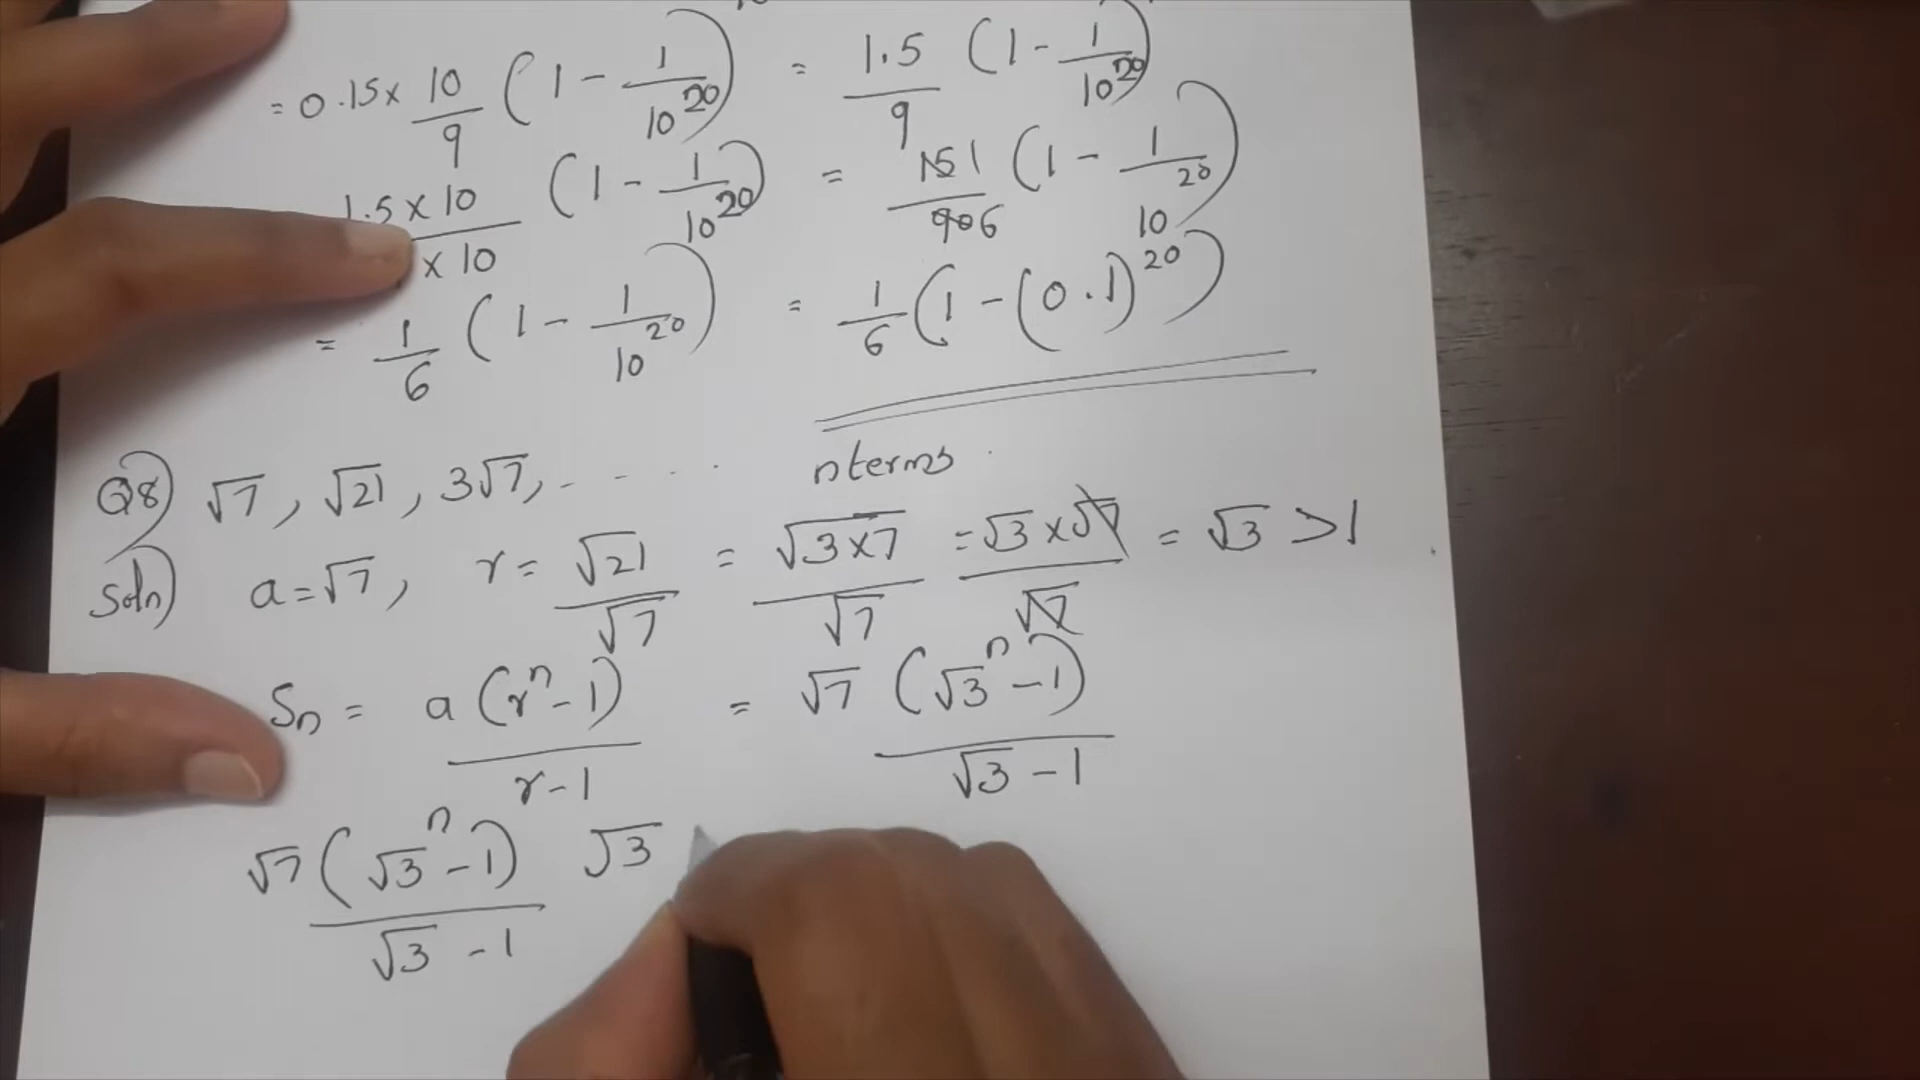 = 0.15 x 10/9 (1 - 1/10^20) = 1.5/9 (1 - 1/10^20)
1.5 x 10 / x 10 (1 - 1/10^20) = 15 1/90 6 (1 - 1/10^20)
= 1/6 (1 - 1/10^20) = 1/6 (1 - (0.1)^20)
Q8) √7, √21, 3√7, - - - - . n terms.
Soln) a = √7, r = √21/√7 = √(3x7)/√7 = √3 x √7/√7 = √3 > 1
Sn = a (r^n - 1)/(r - 1) = √7 (√3^n - 1)/(√3 - 1)
√7 (√3^n - 1)/(√3 - 1) √3